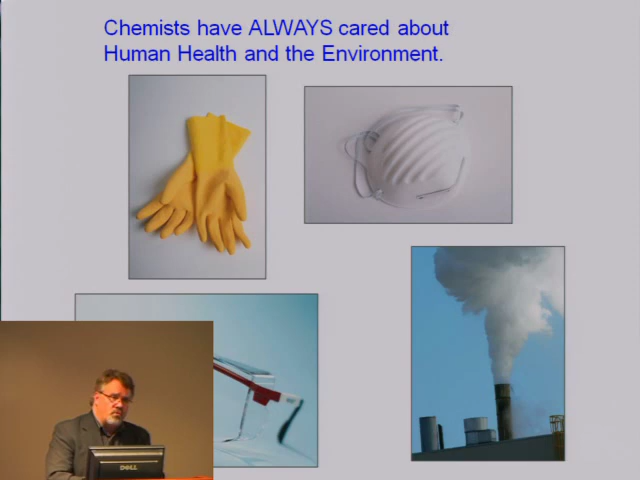 Chemists have ALWAYS cared about
Human Health and the Environment.
DELL